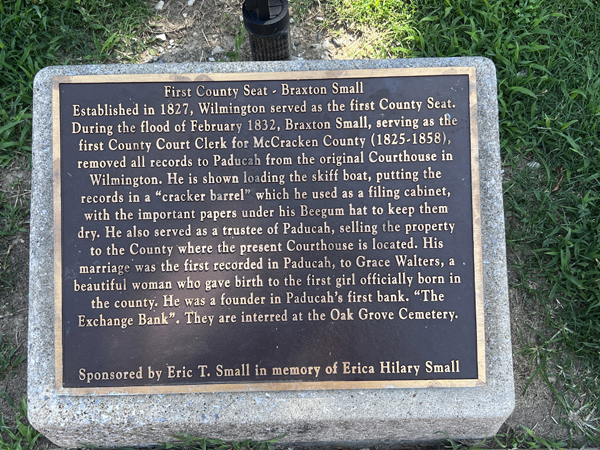 First County Seat - Braxton Small
Established in 1827, Wilmington served as the first County Seat.
During the flood of February 1832, Braxton Small, serving as the
first County Court Clerk for McCracken County (1825-1858),
removed all records to Paducah from the original Courthouse in
Wilmington. He is shown loading the skiff boat, putting the
records in a "cracker barrel" which he used as a filing cabinet,
with the important papers under his Beegum hat to keep them
dry. He also served as a trustee of Paducah, selling the property
to the County where the present Courthouse is located. His
marriage was the first recorded in Paducah, to Grace Walters, a
beautiful woman who gave birth to the first girl officially born in
the county. He was a founder in Paducah's first bank. "The
Exchange Bank". They are interred at the Oak Grove Cemetery.
Sponsored by Eric T. Small in memory of Erica Hilary Small